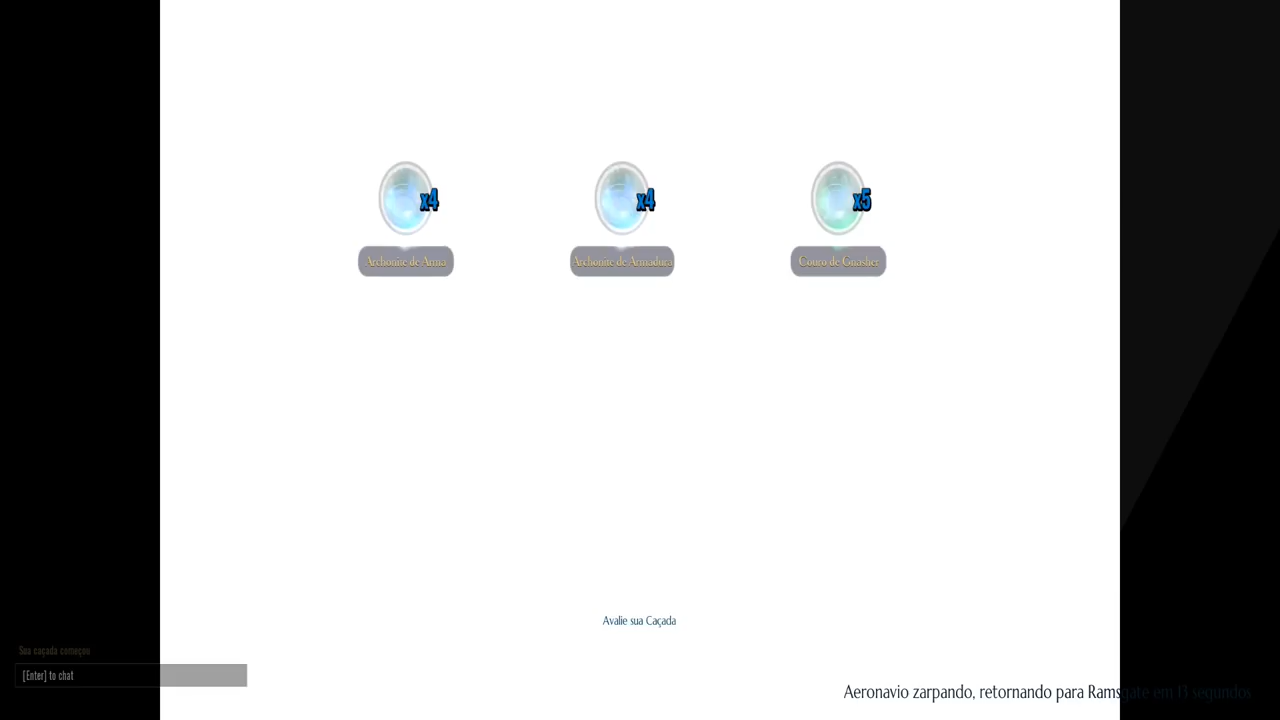 x4
x4
x5
Archonite de Arma
Archonite de Armadura
Couro de Gnasher
Avalie sua Caçada
Sua caçada começou
[Enter] to chat
Aeronavio zarpando, retornando para Ramsgate em 13 segundos